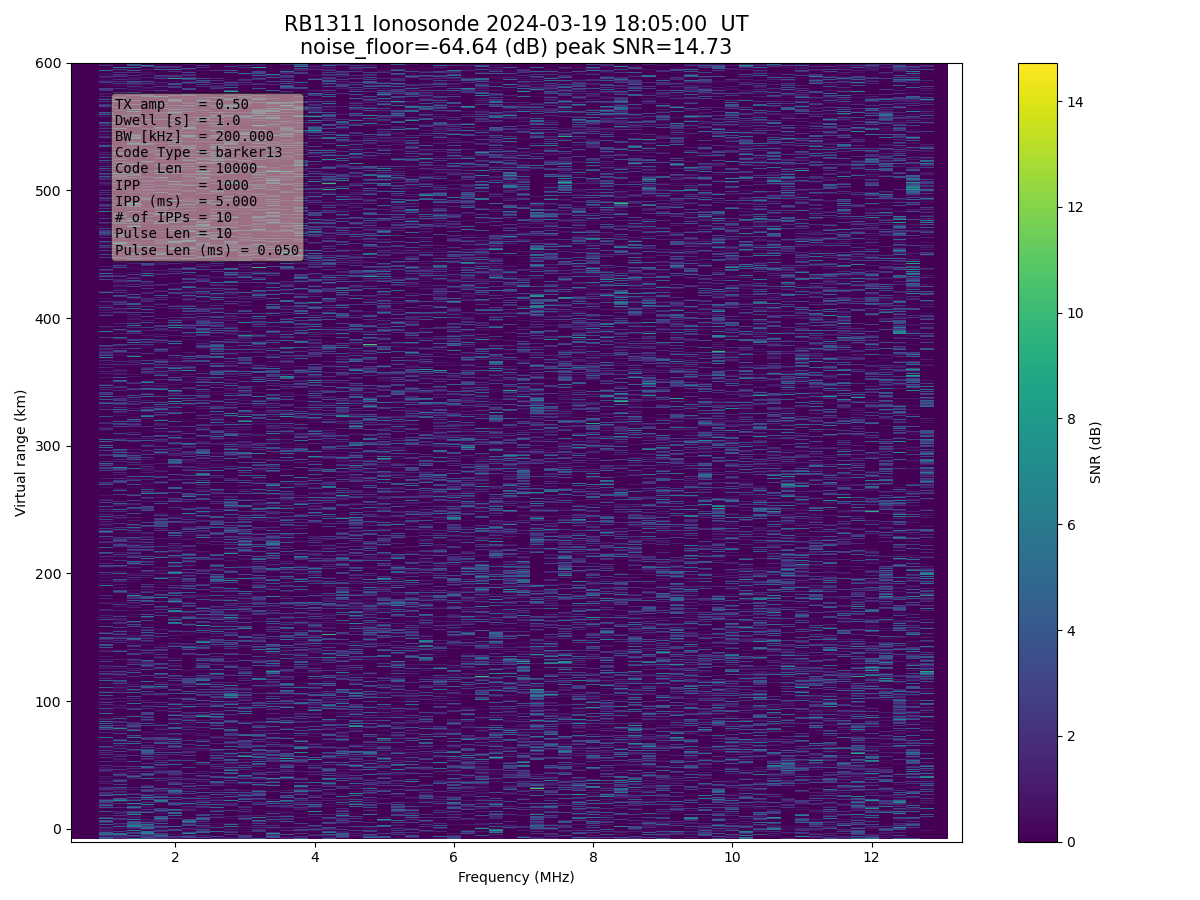 RB1311 Ionosonde 2024-03-19 18:05:00  UT
noise_floor=-64.64 (dB) peak SNR=14.73
TX amp    = 0.50
Dwell [s] = 1.0
BW [kHz]  = 200.000
Code Type = barker13
Code Len  = 10000
IPP       = 1000
IPP (ms)  = 5.000
# of IPPs = 10
Pulse Len = 10
Pulse Len (ms) = 0.050
Virtual range (km)
600
500
400
300
200
100
0
2 4 6 8 10 12
Frequency (MHz)
14
12
10
8
6
4
2
0
SNR (dB)